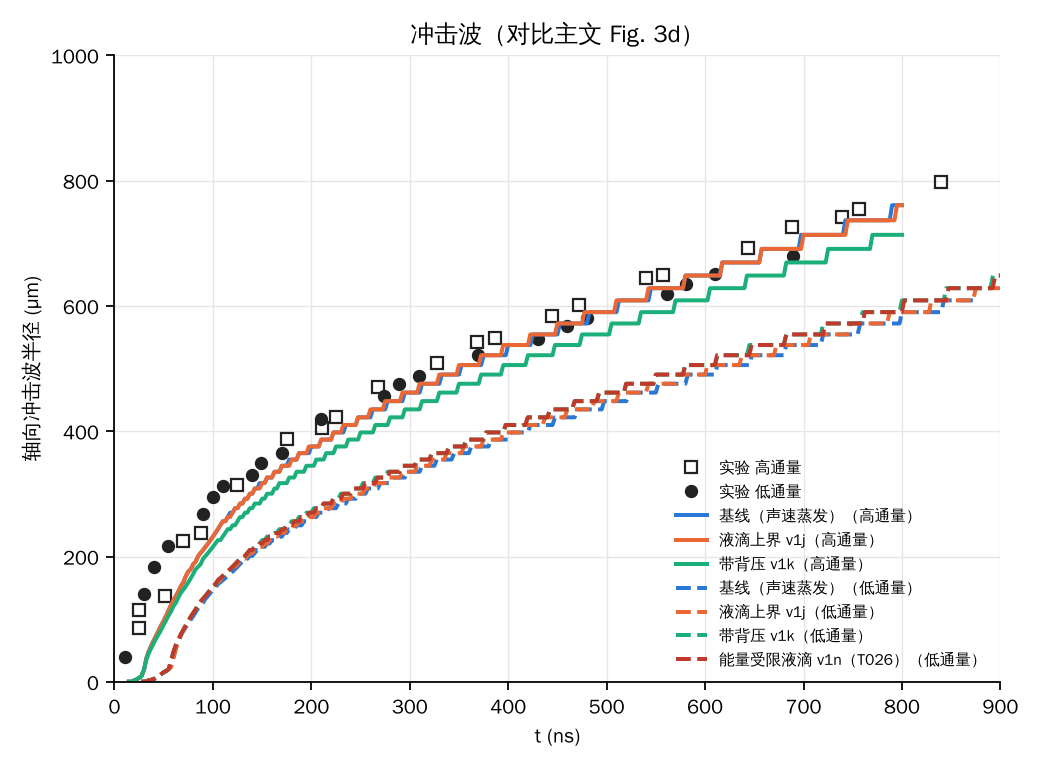 冲击波（对比主文 Fig. 3d）
1000
800
600
400
200
0
轴向冲击波半径 (μm)
0 100 200 300 400 500 600 700 800 900
t (ns)
实验 高通量
实验 低通量
基线（声速蒸发）（高通量）
液滴上界 v1j（高通量）
带背压 v1k（高通量）
基线（声速蒸发）（低通量）
液滴上界 v1j（低通量）
带背压 v1k（低通量）
能量受限液滴 v1n（T026）（低通量）